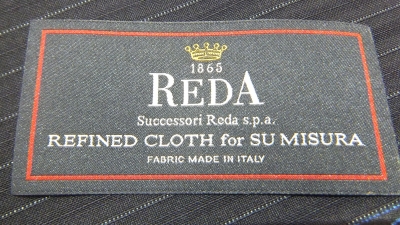 1865
REDA
Successori Reda s.p.a.
REFINED CLOTH for SU MISURA
FABRIC MADE IN ITALY